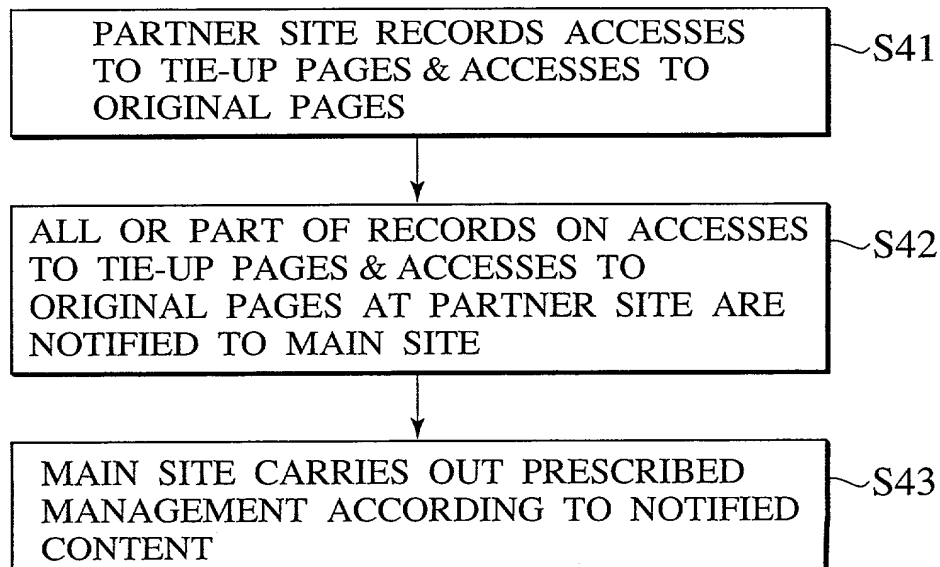 PARTNER SITE RECORDS ACCESSES
TO TIE-UP PAGES & ACCESSES TO
ORIGINAL PAGES
S41
ALL OR PART OF RECORDS ON ACCESSES
TO TIE-UP PAGES & ACCESSES TO
ORIGINAL PAGES AT PARTNER SITE ARE
NOTIFIED TO MAIN SITE
S42
MAIN SITE CARRIES OUT PRESCRIBED
MANAGEMENT ACCORDING TO NOTIFIED
CONTENT
S43